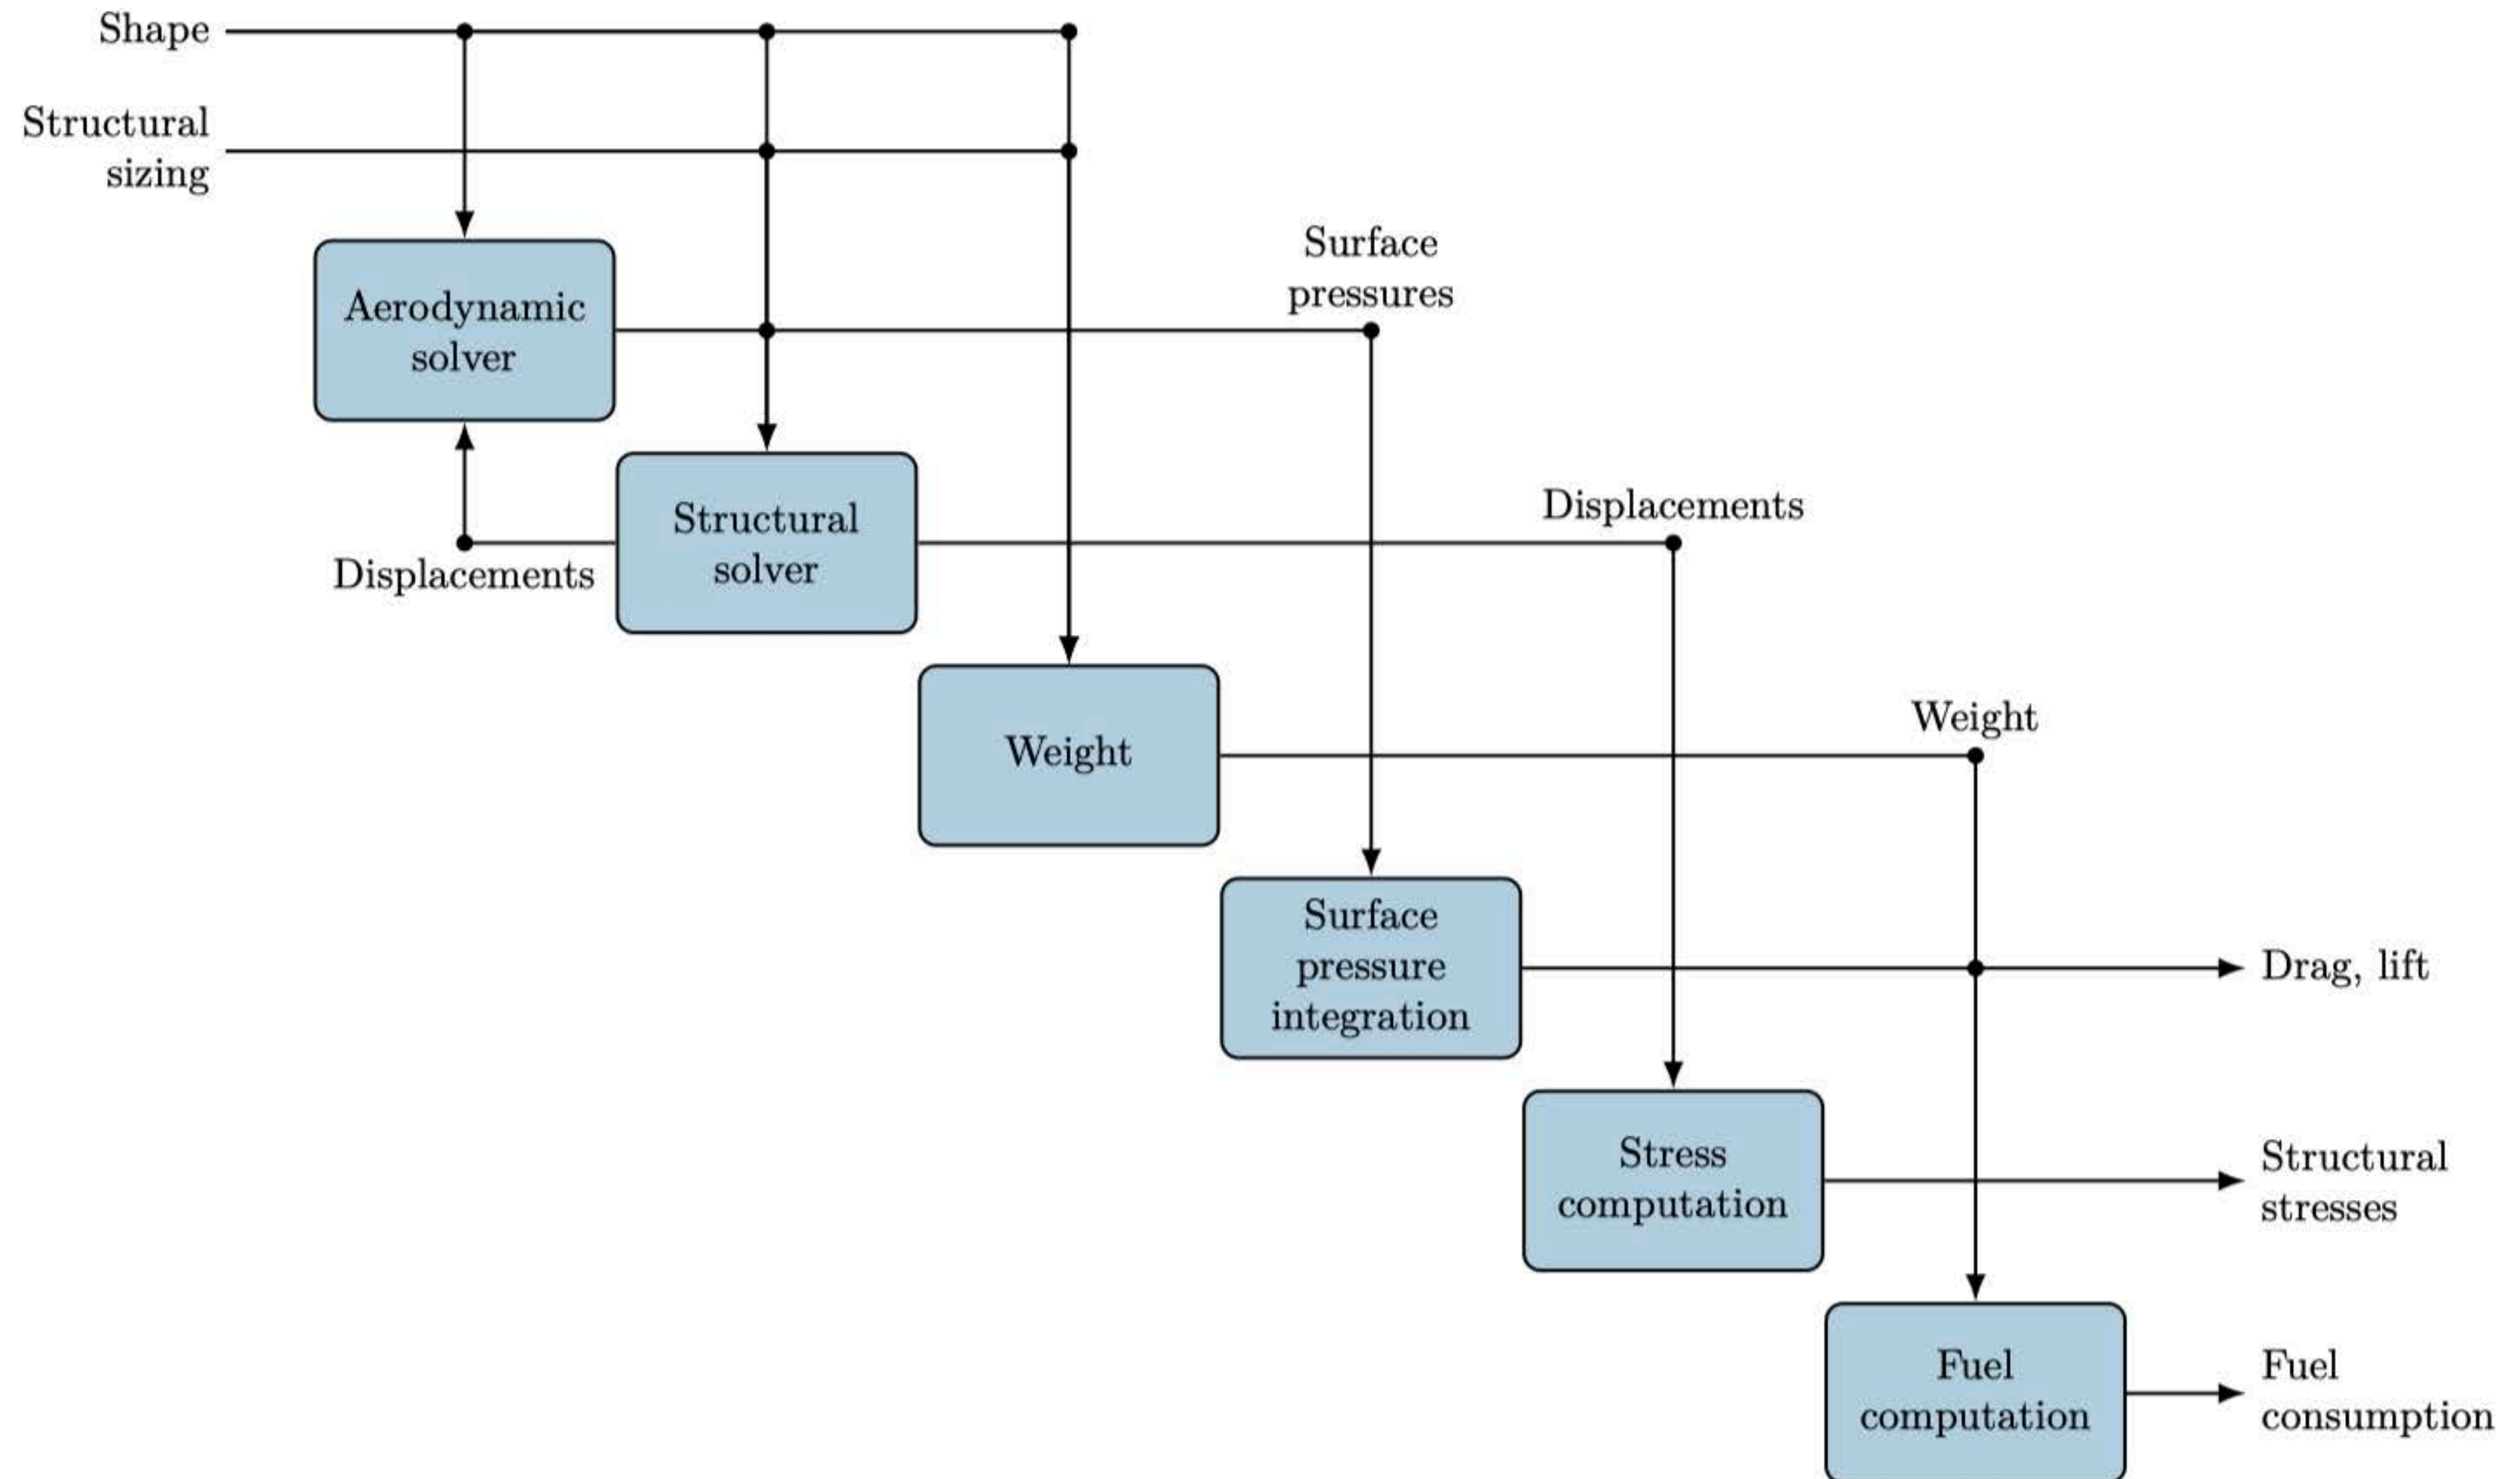 Shape
Structural
sizing
Surface
pressures
Aerodynamic
solver
Displacements
Structural
solver
Displacements
Weight
Weight
Surface
pressure
integration
Drag, lift
Stress
computation
Structural
stresses
Fuel
computation
Fuel
consumption